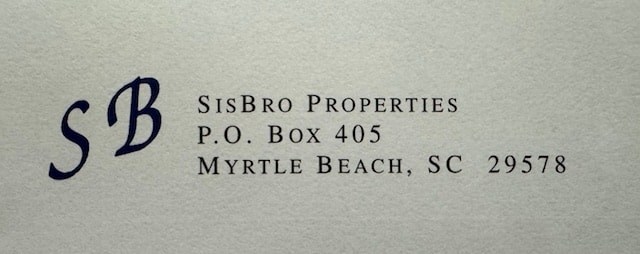 SB
SISBRO PROPERTIES
P.O. BOX 405
MYRTLE BEACH, SC 29578